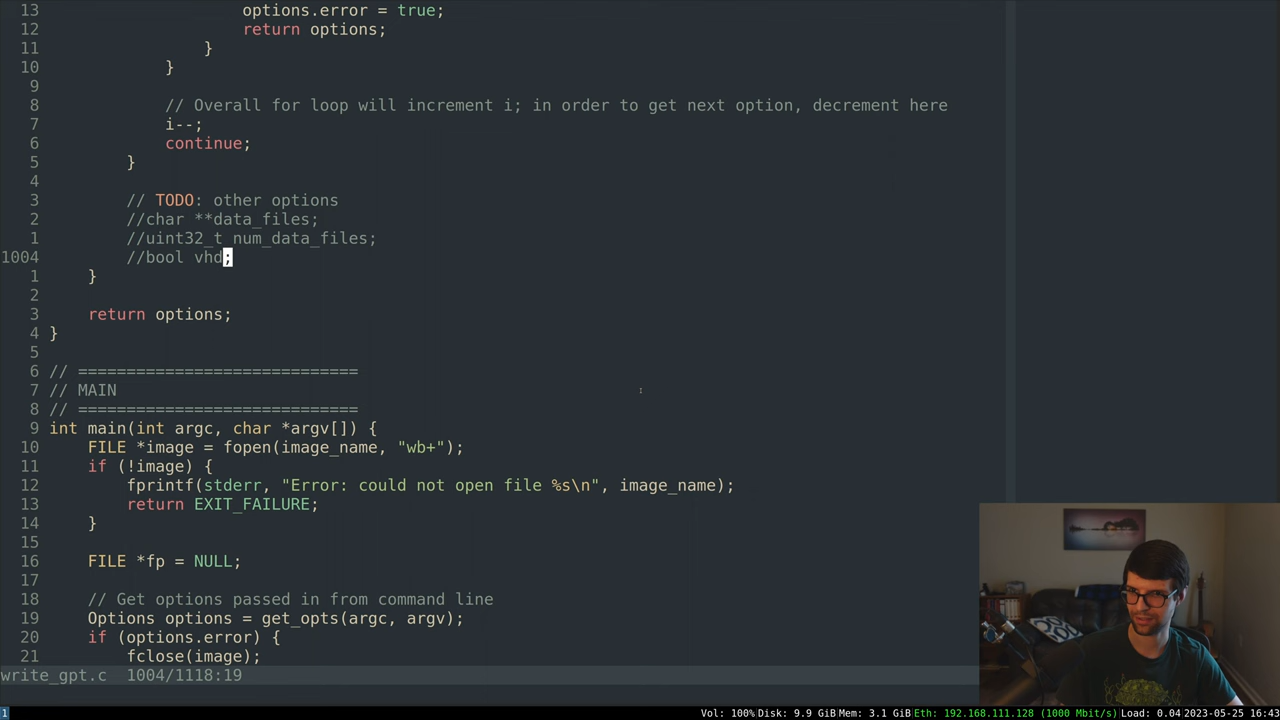 13 options.error = true;
12 return options;
11 }
10 }
9
8 // Overall for loop will increment i; in order to get next option, decrement here
7 i--;
6 continue;
5 }
4
3 // TODO: other options
2 //char **data_files;
1 //uint32_t num_data_files;
1004 //bool vhd;
1 }
2
3 return options;
4 }
5
6 // =============================
7 // MAIN
8 // =============================
9 int main(int argc, char *argv[]) {
10 FILE *image = fopen(image_name, "wb+");
11 if (!image) {
12 fprintf(stderr, "Error: could not open file %s\n", image_name);
13 return EXIT_FAILURE;
14 }
15
16 FILE *fp = NULL;
17
18 // Get options passed in from command line
19 Options options = get_opts(argc, argv);
20 if (options.error) {
21 fclose(image);
write_gpt.c 1004/1118:19
1 Vol: 100% Disk: 9.9 GiB Mem: 3.1 GiB Eth: 192.168.111.128 (1000 Mbit/s) Load: 0.04 2023-05-25 16:43